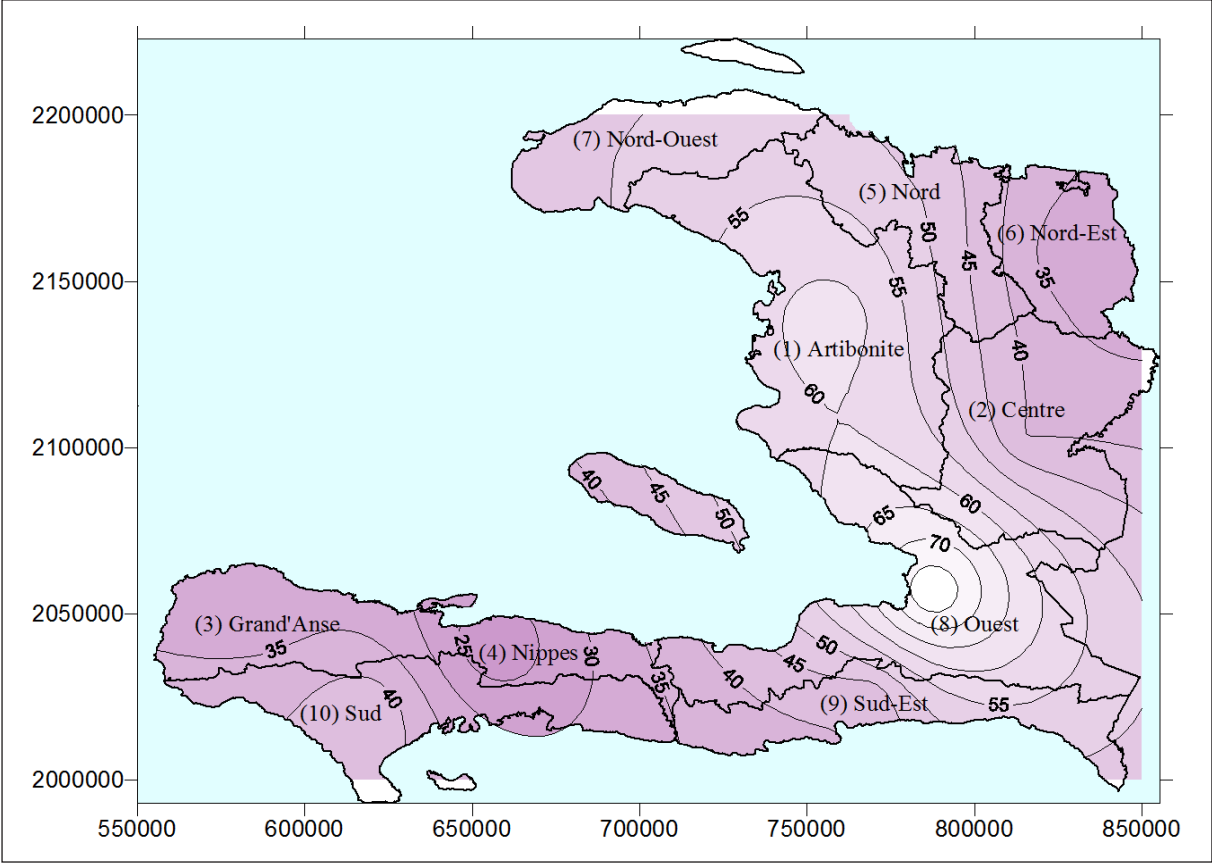 2200000
(7) Nord-Ouest
(5) Nord
55
50
(6) Nord-Est
45
35
2150000
55
(1) Artibonite
40
60
(2) Centre
2100000
40
45
50
60
65
70
2050000
(3) Grand'Anse
(8) Ouest
35
25
(4) Nippes
30
50
45
40
35
40
(10) Sud
(9) Sud-Est
55
2000000
550000 600000 650000 700000 750000 800000 850000